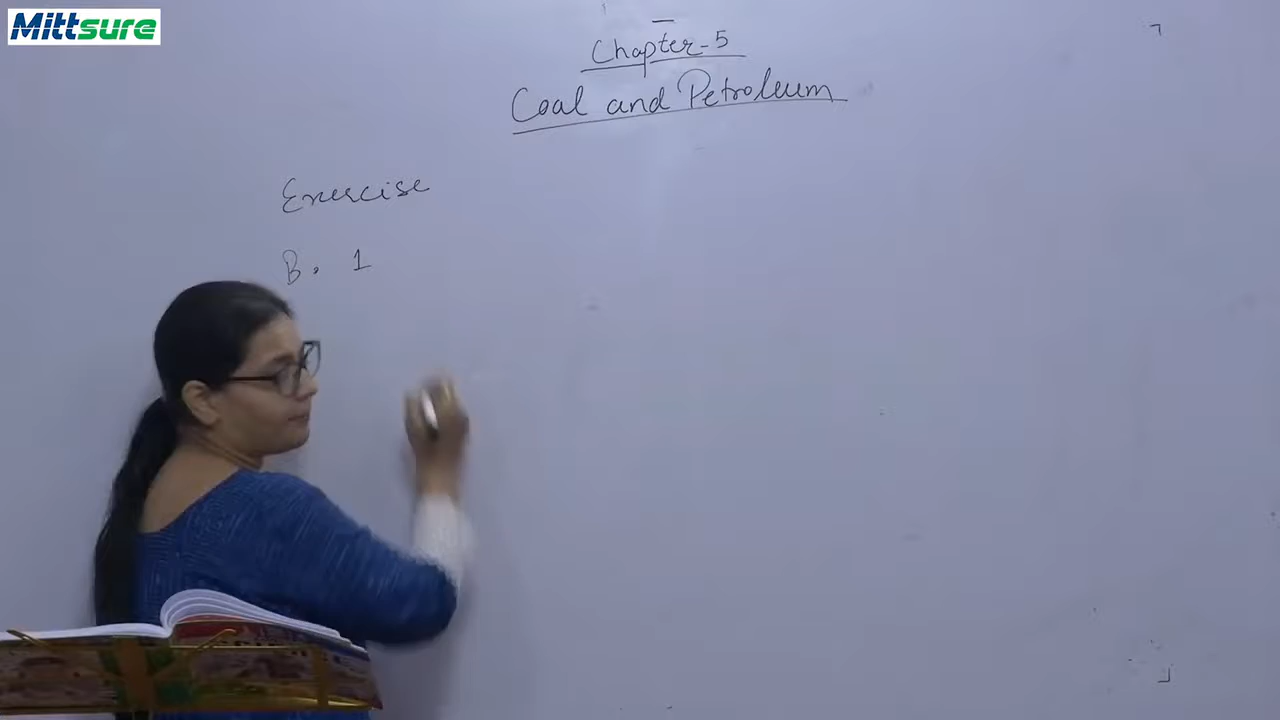 Mittsure
Chapter-5
Coal and Petroleum
Exercise
B. 1